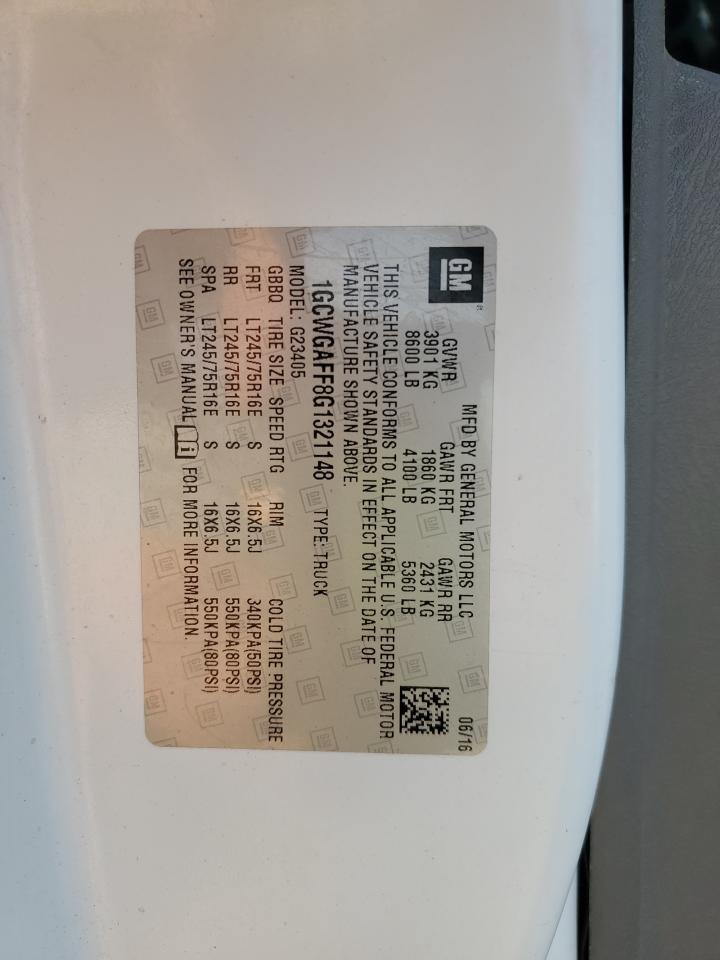 GM
MFD BY GENERAL MOTORS LLC 06/16
GVWR GAWR FRT GAWR RR
3901 KG 1860 KG 2431 KG
8600 LB 4100 LB 5360 LB
THIS VEHICLE CONFORMS TO ALL APPLICABLE U.S. FEDERAL MOTOR
VEHICLE SAFETY STANDARDS IN EFFECT ON THE DATE OF
MANUFACTURE SHOWN ABOVE.
1GCWGAFF8G1321148 TYPE: TRUCK
MODEL: G23405
GBBQ TIRE SIZE SPEED RTG RIM COLD TIRE PRESSURE
FRT LT245/75R16E S 16X6.5J 340KPA(50PSI)
RR LT245/75R16E S 16X6.5J 550KPA(80PSI)
SPA LT245/75R16E S 16X6.5J 550KPA(80PSI)
SEE OWNER'S MANUAL i FOR MORE INFORMATION.